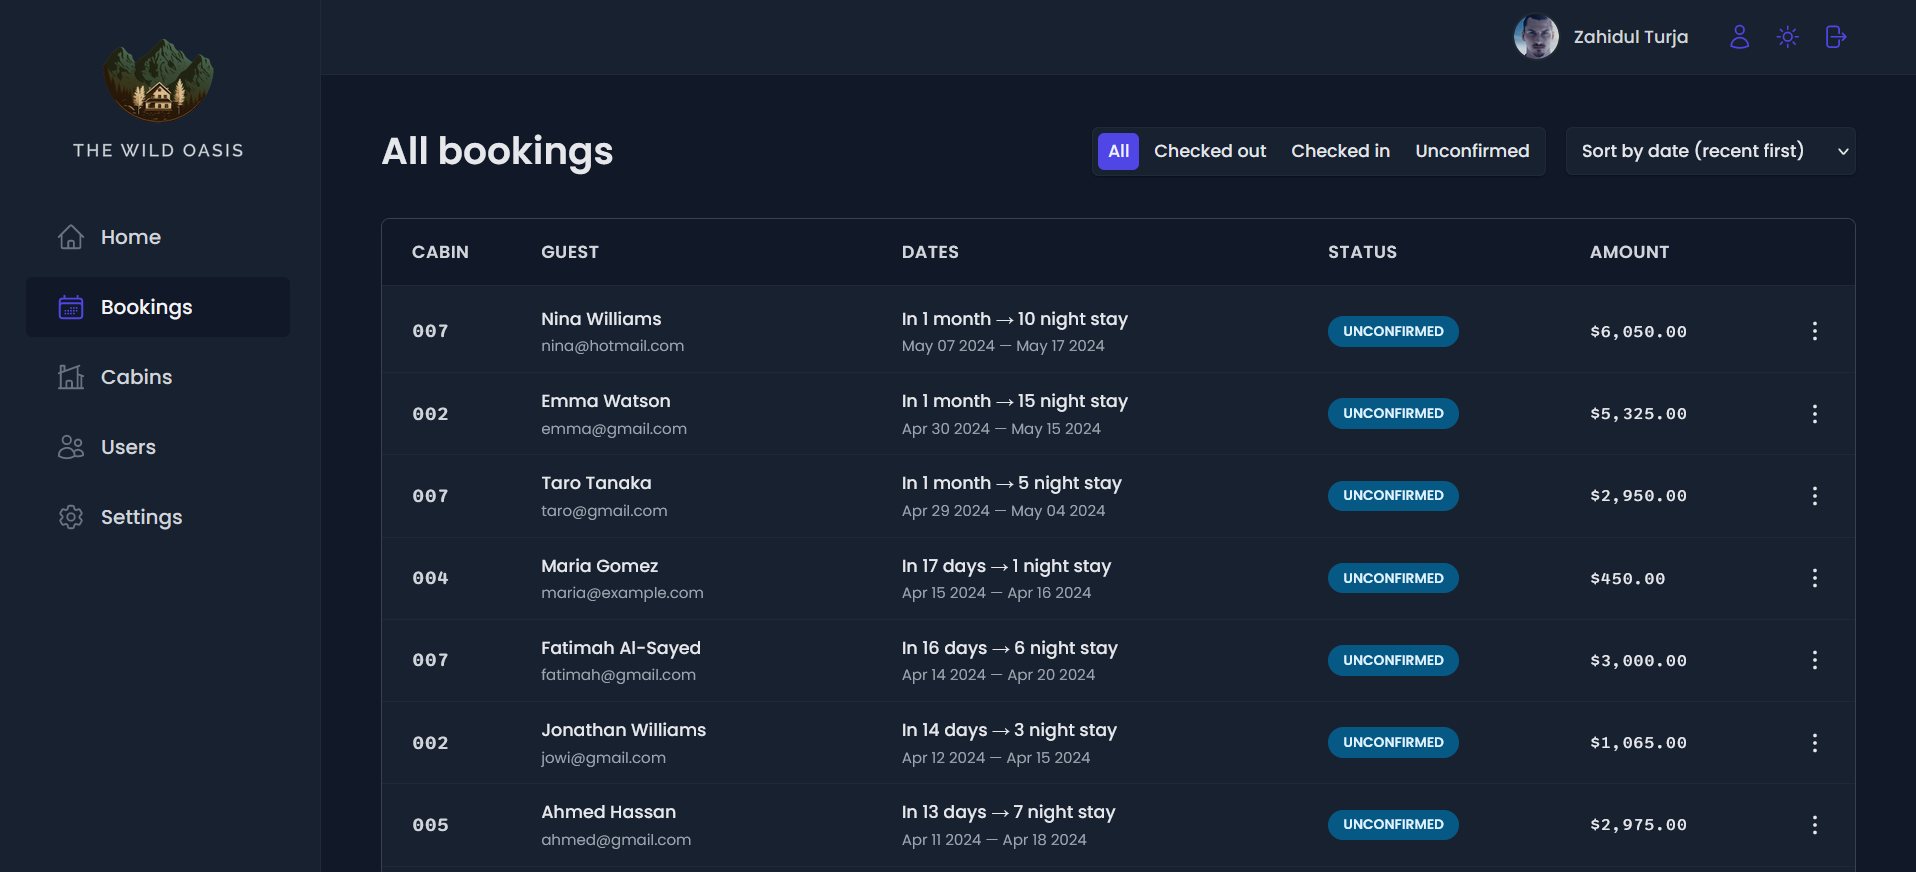 Zahidul Turja
THE WILD OASIS
Home
Bookings
Cabins
Users
Settings
All bookings
All Checked out Checked in Unconfirmed
Sort by date (recent first)
CABIN GUEST DATES STATUS AMOUNT
007 Nina Williams In 1 month → 10 night stay UNCONFIRMED $6,050.00
nina@hotmail.com May 07 2024 — May 17 2024
002 Emma Watson In 1 month → 15 night stay UNCONFIRMED $5,325.00
emma@gmail.com Apr 30 2024 — May 15 2024
007 Taro Tanaka In 1 month → 5 night stay UNCONFIRMED $2,950.00
taro@gmail.com Apr 29 2024 — May 04 2024
004 Maria Gomez In 17 days → 1 night stay UNCONFIRMED $450.00
maria@example.com Apr 15 2024 — Apr 16 2024
007 Fatimah Al-Sayed In 16 days → 6 night stay UNCONFIRMED $3,000.00
fatimah@gmail.com Apr 14 2024 — Apr 20 2024
002 Jonathan Williams In 14 days → 3 night stay UNCONFIRMED $1,065.00
jowi@gmail.com Apr 12 2024 — Apr 15 2024
005 Ahmed Hassan In 13 days → 7 night stay UNCONFIRMED $2,975.00
ahmed@gmail.com Apr 11 2024 — Apr 18 2024